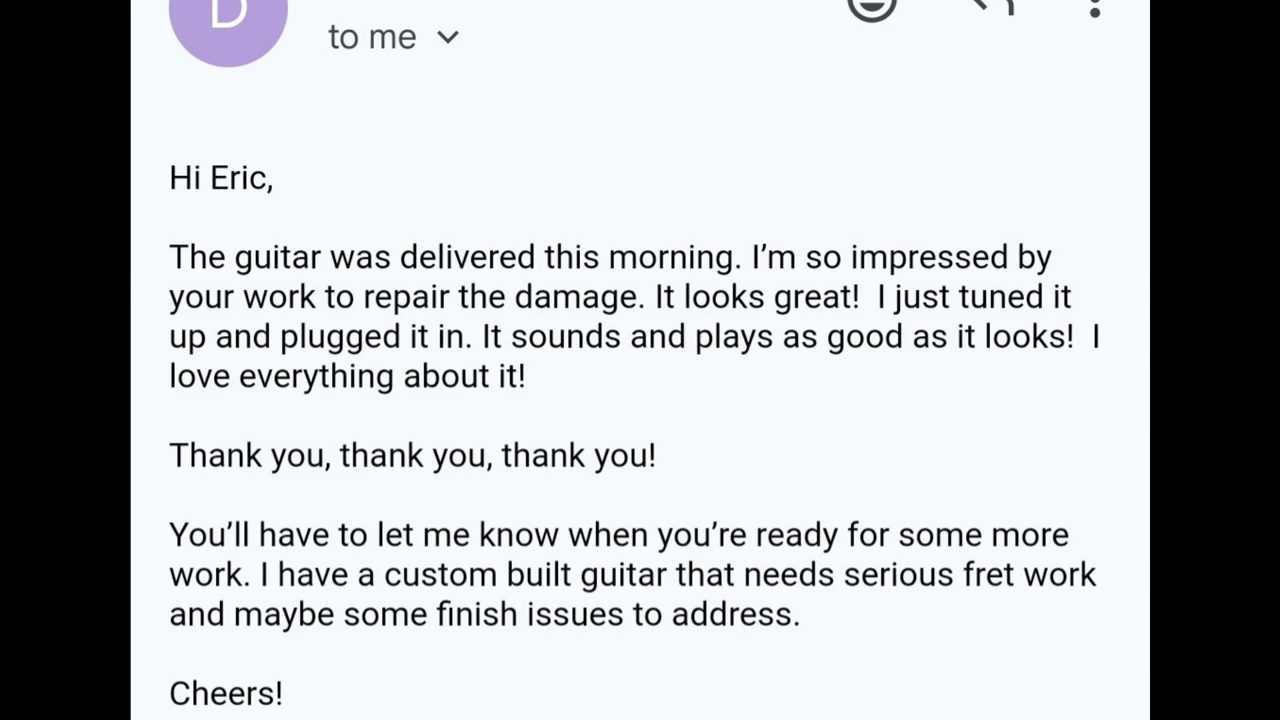 D
to me
Hi Eric,
The guitar was delivered this morning. I’m so impressed by
your work to repair the damage. It looks great!  I just tuned it
up and plugged it in. It sounds and plays as good as it looks!  I
love everything about it!
Thank you, thank you, thank you!
You’ll have to let me know when you’re ready for some more
work. I have a custom built guitar that needs serious fret work
and maybe some finish issues to address.
Cheers!